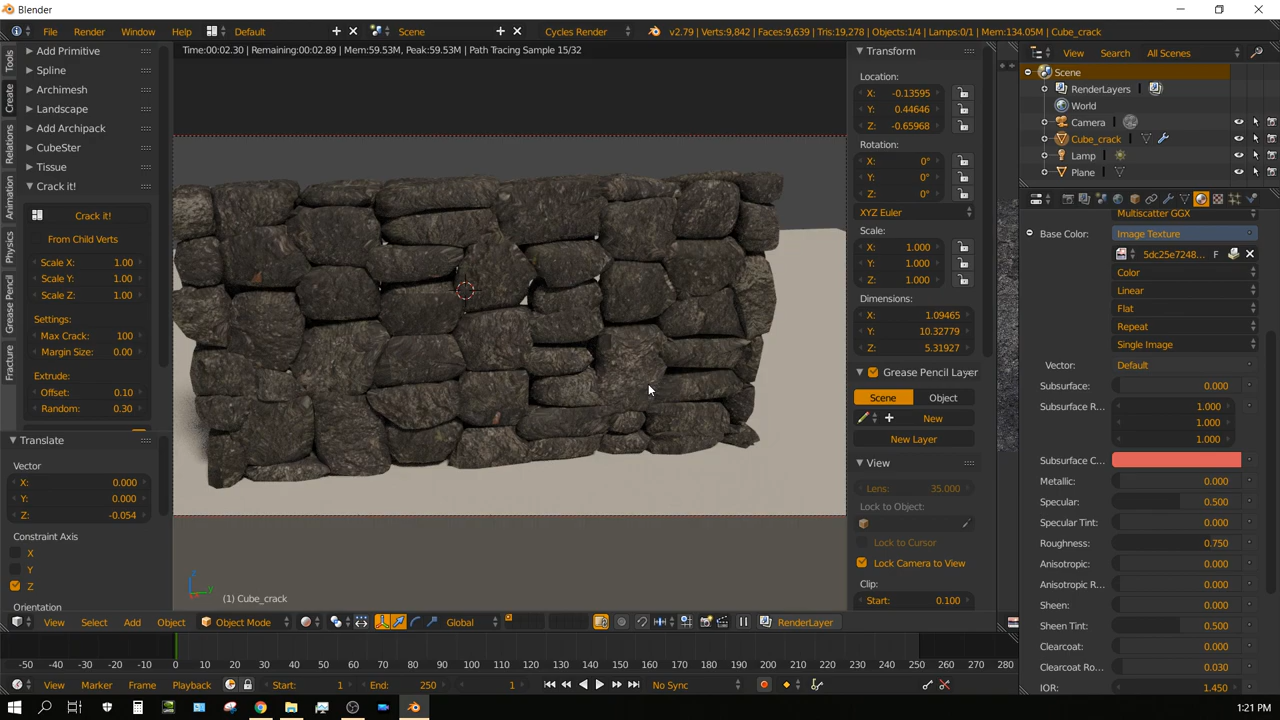 Blender
File Render Window Help Default Scene Cycles Render v2.79 | Verts:9,842 | Faces:9,639 | Tris:19,278 | Objects:1/4 | Lamps:0/1 | Mem:134.05M | Cube_crack
Time:00:02.30 | Remaining:00:02.89 | Mem:59.53M, Peak:59.53M | Path Tracing Sample 15/32
Tools
Create
Relations
Animation
Physics
Grease Pencil
Fracture
Add Primitive
Spline
Archimesh
Landscape
Add Archipack
CubeSter
Tissue
Crack it!
Crack it!
From Child Verts
Scale X: 1.00
Scale Y: 1.00
Scale Z: 1.00
Settings:
Max Crack: 100
Margin Size: 0.00
Extrude:
Offset: 0.10
Random: 0.30
Translate
Vector
X: 0.000
Y: 0.000
Z: -0.054
Constraint Axis
X
Y
Z
Orientation
(1) Cube_crack
Transform
Location:
X: -0.13595
Y: 0.44646
Z: -0.65968
Rotation:
X: 0°
Y: 0°
Z: 0°
XYZ Euler
Scale:
X: 1.000
Y: 1.000
Z: 1.000
Dimensions:
X: 1.09465
Y: 10.32779
Z: 5.31927
Grease Pencil Layer
Scene Object
New
New Layer
View
Lens: 35.000
Lock to Object:
Lock to Cursor
Lock Camera to View
Clip:
Start: 0.100
View Search All Scenes
Scene
RenderLayers
World
Camera
Cube_crack
Lamp
Plane
Multiscatter GGX
Base Color: Image Texture
5dc25e7248... F
Color
Linear
Flat
Repeat
Single Image
Vector: Default
Subsurface: 0.000
Subsurface R... 1.000
1.000
1.000
Subsurface C...
Metallic: 0.000
Specular: 0.500
Specular Tint: 0.000
Roughness: 0.750
Anisotropic: 0.000
Anisotropic R... 0.000
Sheen: 0.000
Sheen Tint: 0.500
Clearcoat: 0.000
Clearcoat Ro... 0.030
IOR: 1.450
View Select Add Object Object Mode Global RenderLayer
-50 -40 -30 -20 -10 0 10 20 30 40 50 60 70 80 90 100 110 120 130 140 150 160 170 180 190 200 210 220 230 240 250 260 270 280
View Marker Frame Playback Start: 1 End: 250 1 No Sync
1:21 PM